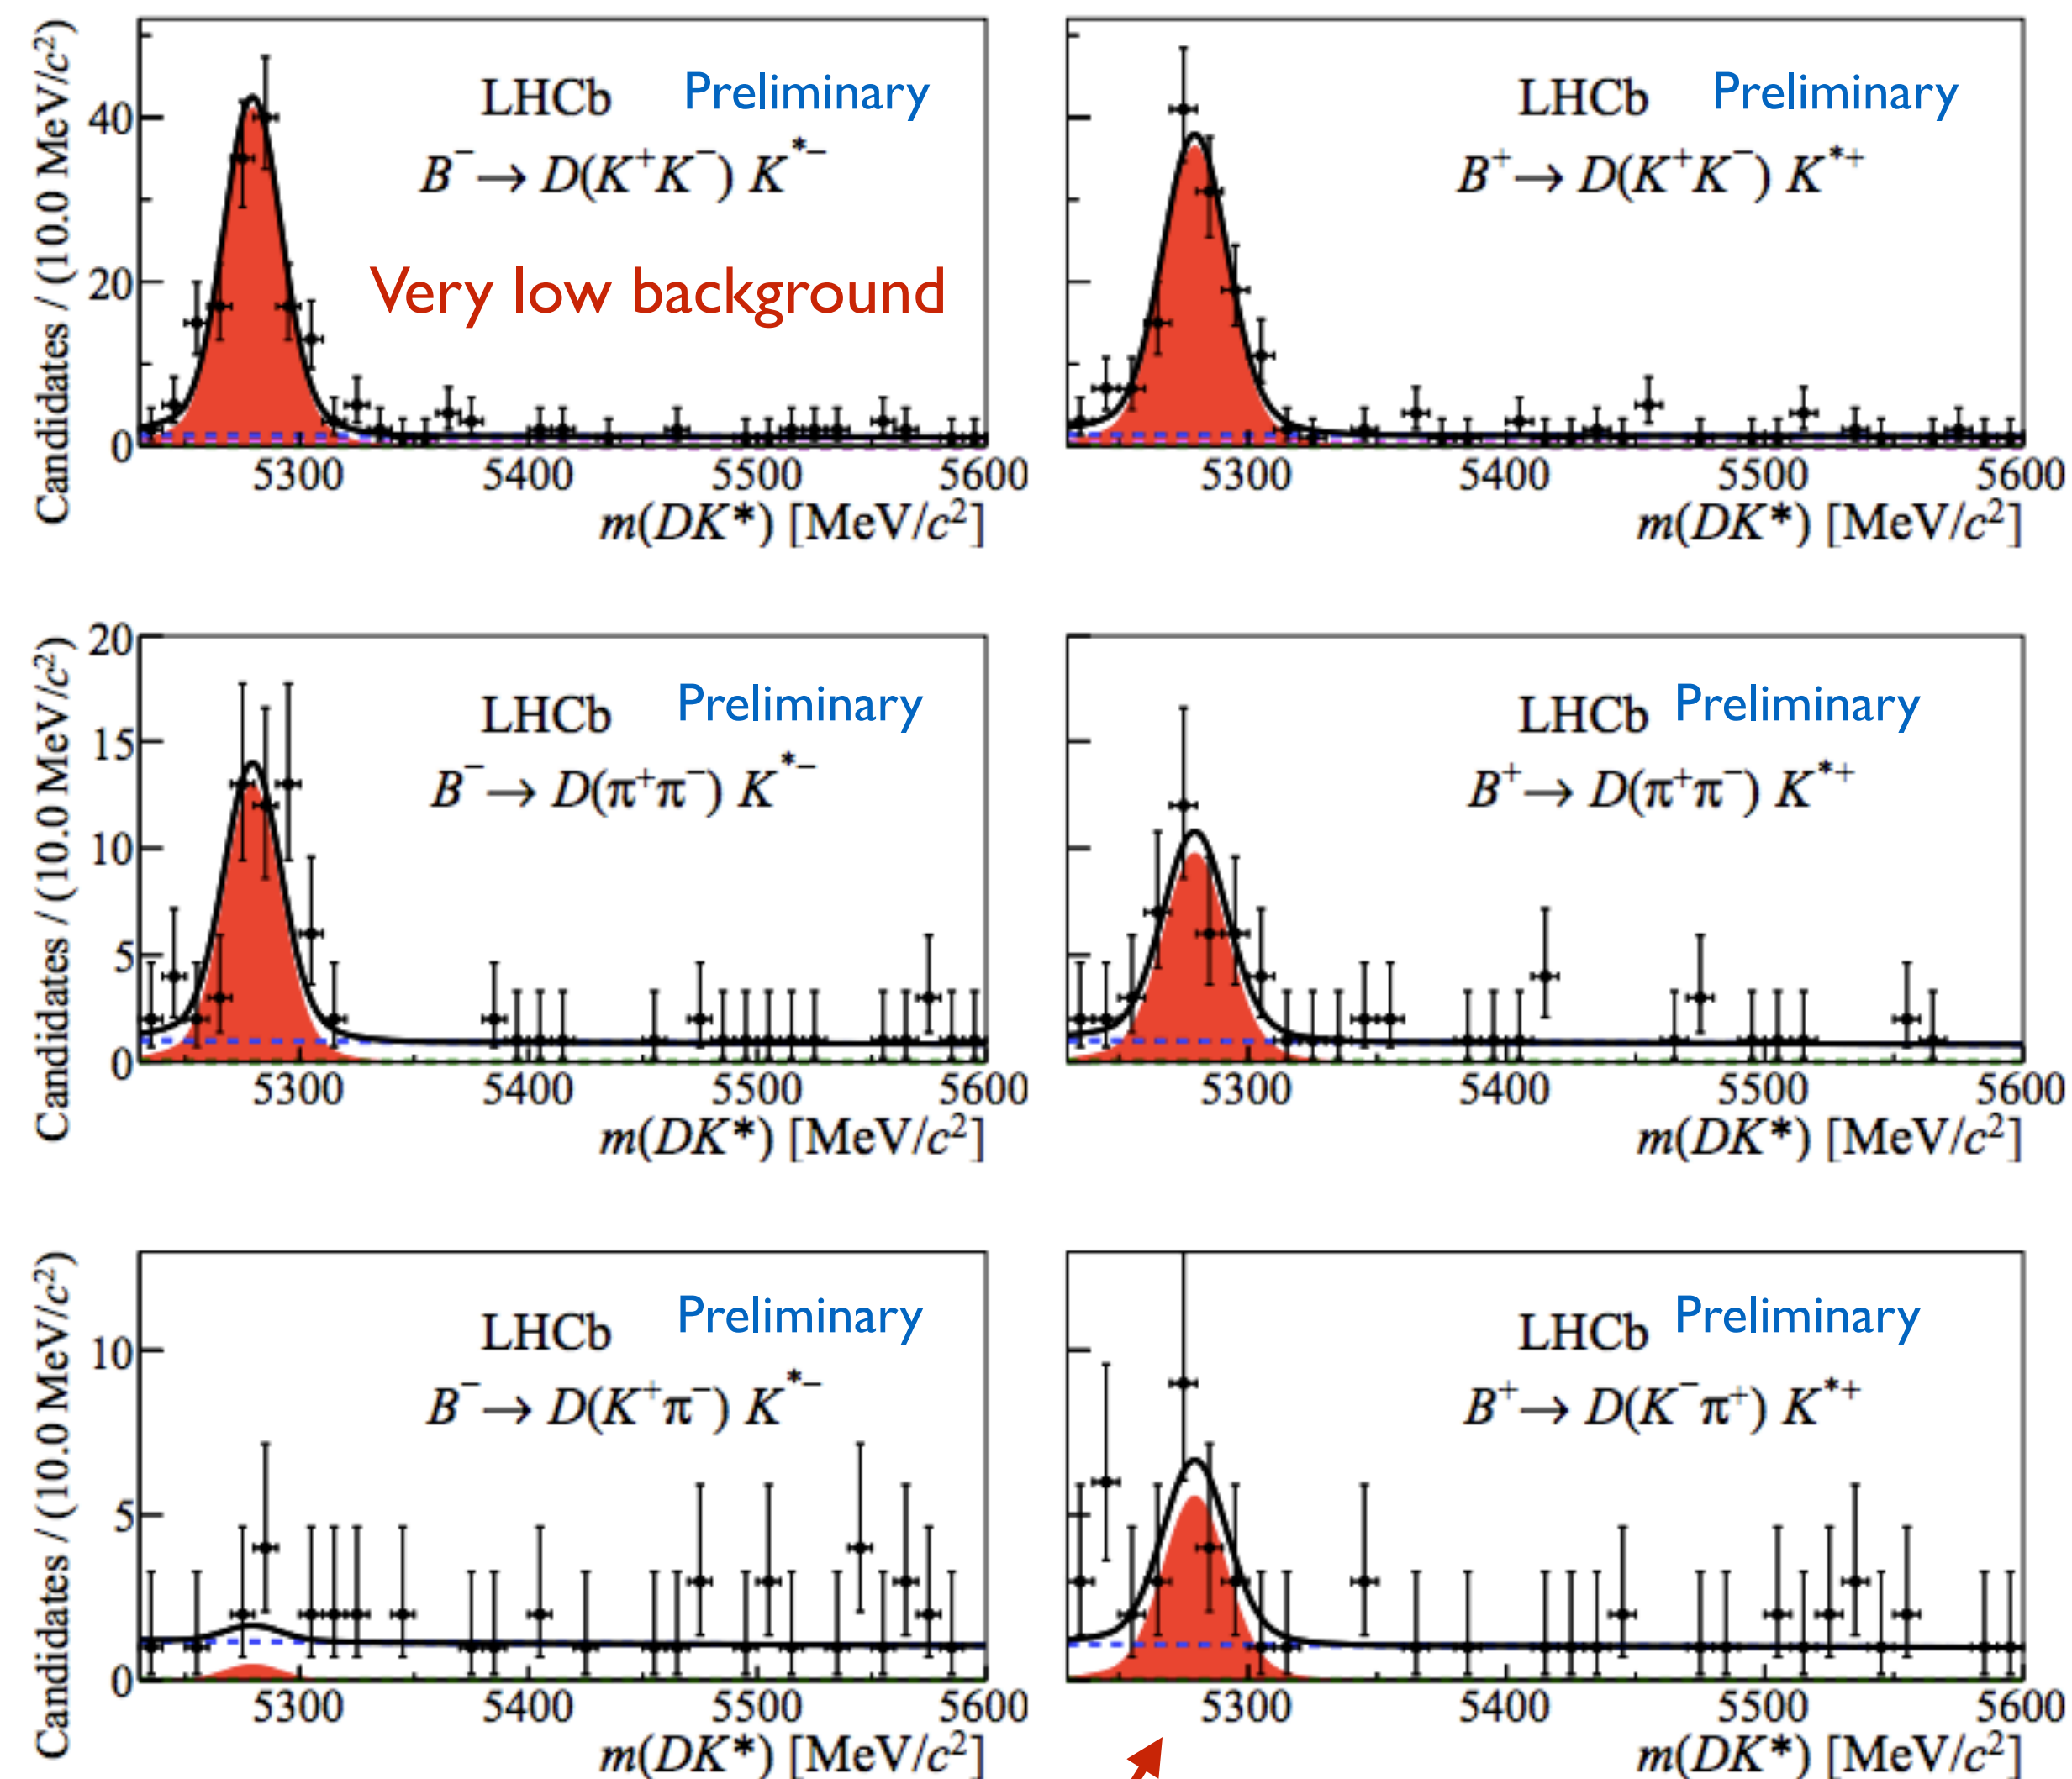 Candidates / (10.0 MeV/c²)
40
20
0
LHCb Preliminary
B⁻ → D(K⁺K⁻) K*⁻
Very low background
5300 5400 5500 5600
m(DK*) [MeV/c²]
LHCb Preliminary
B⁺ → D(K⁺K⁻) K*⁺
5300 5400 5500 5600
m(DK*) [MeV/c²]
Candidates / (10.0 MeV/c²)
20
15
10
5
0
LHCb Preliminary
B⁻ → D(π⁺π⁻) K*⁻
5300 5400 5500 5600
m(DK*) [MeV/c²]
LHCb Preliminary
B⁺ → D(π⁺π⁻) K*⁺
5300 5400 5500 5600
m(DK*) [MeV/c²]
Candidates / (10.0 MeV/c²)
10
5
0
LHCb Preliminary
B⁻ → D(K⁺π⁻) K*⁻
5300 5400 5500 5600
m(DK*) [MeV/c²]
LHCb Preliminary
B⁺ → D(K⁻π⁺) K*⁺
5300 5400 5500 5600
m(DK*) [MeV/c²]